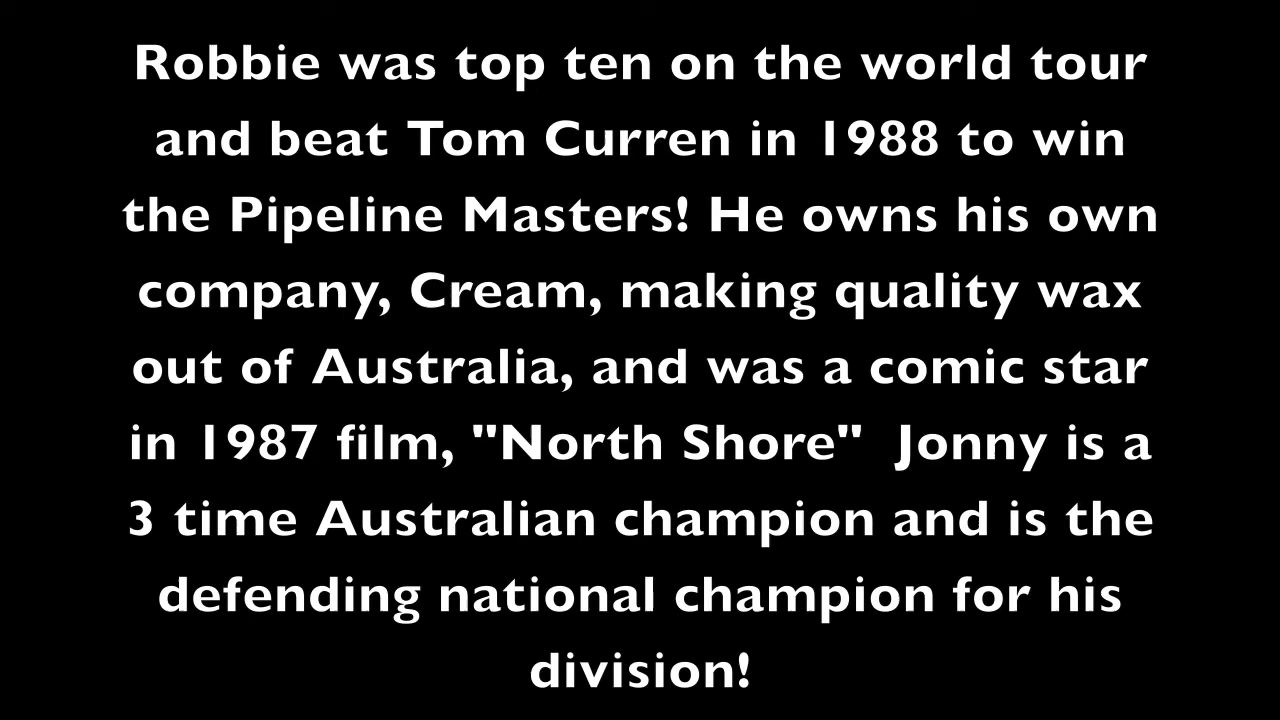 Robbie was top ten on the world tour
and beat Tom Curren in 1988 to win
the Pipeline Masters! He owns his own
company, Cream, making quality wax
out of Australia, and was a comic star
in 1987 film, "North Shore"  Jonny is a
3 time Australian champion and is the
defending national champion for his
division!